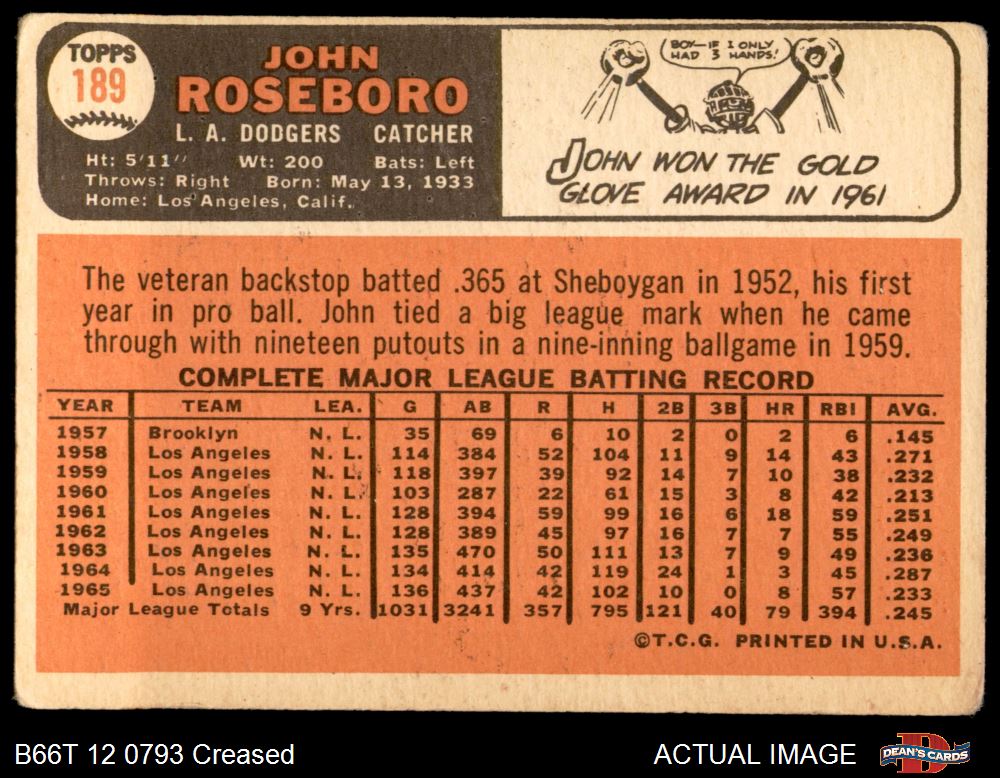 TOPPS
189
JOHN
ROSEBORO
L. A. DODGERS CATCHER
Ht: 5'11" Wt: 200 Bats: Left
Throws: Right Born: May 13, 1933
Home: Los Angeles, Calif.
BOY—IF I ONLY
HAD 3 HANDS!
JOHN WON THE GOLD
GLOVE AWARD IN 1961
The veteran backstop batted .365 at Sheboygan in 1952, his first
year in pro ball. John tied a big league mark when he came
through with nineteen putouts in a nine-inning ballgame in 1959.
COMPLETE MAJOR LEAGUE BATTING RECORD
YEAR TEAM LEA. G AB R H 2B 3B HR RBI AVG.
1957 Brooklyn N. L. 35 69 6 10 2 0 2 6 .145
1958 Los Angeles N. L. 114 384 52 104 11 9 14 43 .271
1959 Los Angeles N. L. 118 397 39 92 14 7 10 38 .232
1960 Los Angeles N. L. 103 287 22 61 15 3 8 42 .213
1961 Los Angeles N. L. 128 394 59 99 16 6 18 59 .251
1962 Los Angeles N. L. 128 389 45 97 16 7 7 55 .249
1963 Los Angeles N. L. 135 470 50 111 13 7 9 49 .236
1964 Los Angeles N. L. 134 414 42 119 24 1 3 45 .287
1965 Los Angeles N. L. 136 437 42 102 10 0 8 57 .233
Major League Totals 9 Yrs. 1031 3241 357 795 121 40 79 394 .245
©T.C.G. PRINTED IN U.S.A.
B66T 12 0793 Creased
ACTUAL IMAGE
DEAN'S CARDS